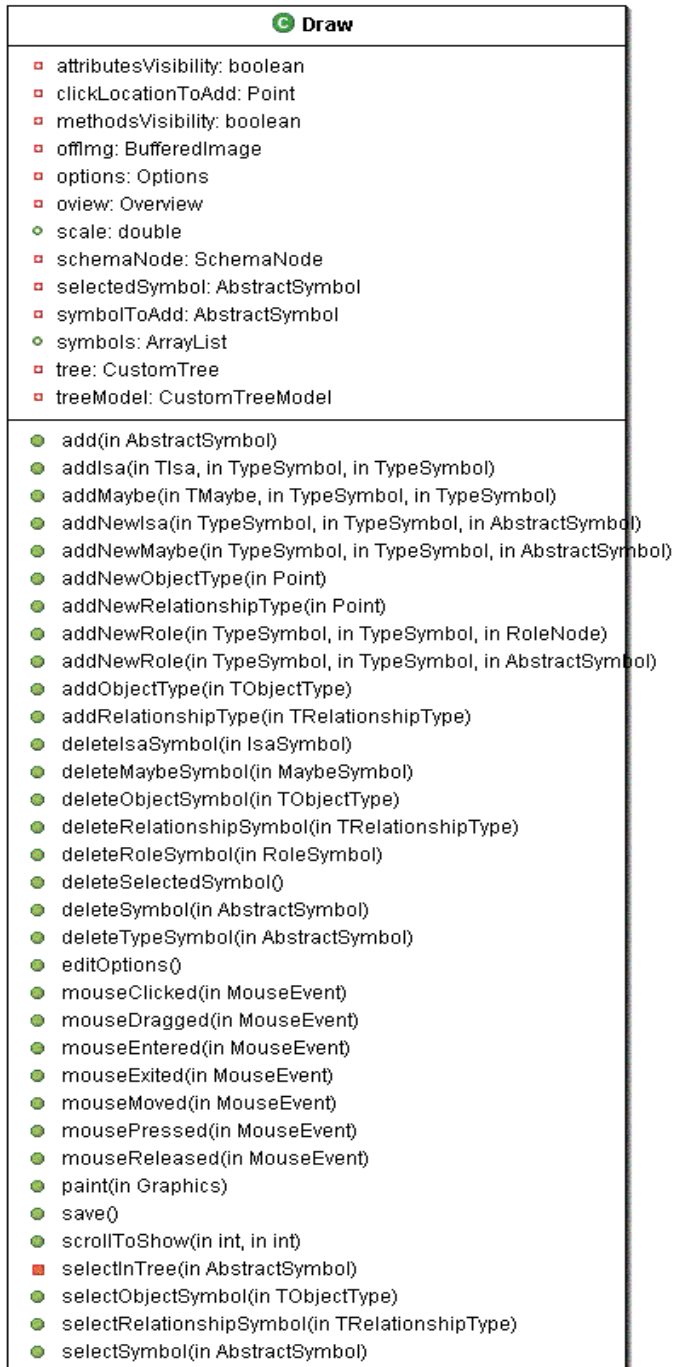 C Draw
attributesVisibility: boolean
clickLocationToAdd: Point
methodsVisibility: boolean
offImg: BufferedImage
options: Options
oview: Overview
scale: double
schemaNode: SchemaNode
selectedSymbol: AbstractSymbol
symbolToAdd: AbstractSymbol
symbols: ArrayList
tree: CustomTree
treeModel: CustomTreeModel
add(in AbstractSymbol)
addIsa(in TIsa, in TypeSymbol, in TypeSymbol)
addMaybe(in TMaybe, in TypeSymbol, in TypeSymbol)
addNewIsa(in TypeSymbol, in TypeSymbol, in AbstractSymbol)
addNewMaybe(in TypeSymbol, in TypeSymbol, in AbstractSymbol)
addNewObjectType(in Point)
addNewRelationshipType(in Point)
addNewRole(in TypeSymbol, in TypeSymbol, in RoleNode)
addNewRole(in TypeSymbol, in TypeSymbol, in AbstractSymbol)
addObjectType(in TObjectType)
addRelationshipType(in TRelationshipType)
deleteIsaSymbol(in IsaSymbol)
deleteMaybeSymbol(in MaybeSymbol)
deleteObjectSymbol(in TObjectType)
deleteRelationshipSymbol(in TRelationshipType)
deleteRoleSymbol(in RoleSymbol)
deleteSelectedSymbol()
deleteSymbol(in AbstractSymbol)
deleteTypeSymbol(in AbstractSymbol)
editOptions()
mouseClicked(in MouseEvent)
mouseDragged(in MouseEvent)
mouseEntered(in MouseEvent)
mouseExited(in MouseEvent)
mouseMoved(in MouseEvent)
mousePressed(in MouseEvent)
mouseReleased(in MouseEvent)
paint(in Graphics)
save()
scrollToShow(in int, in int)
selectInTree(in AbstractSymbol)
selectObjectSymbol(in TObjectType)
selectRelationshipSymbol(in TRelationshipType)
selectSymbol(in AbstractSymbol)